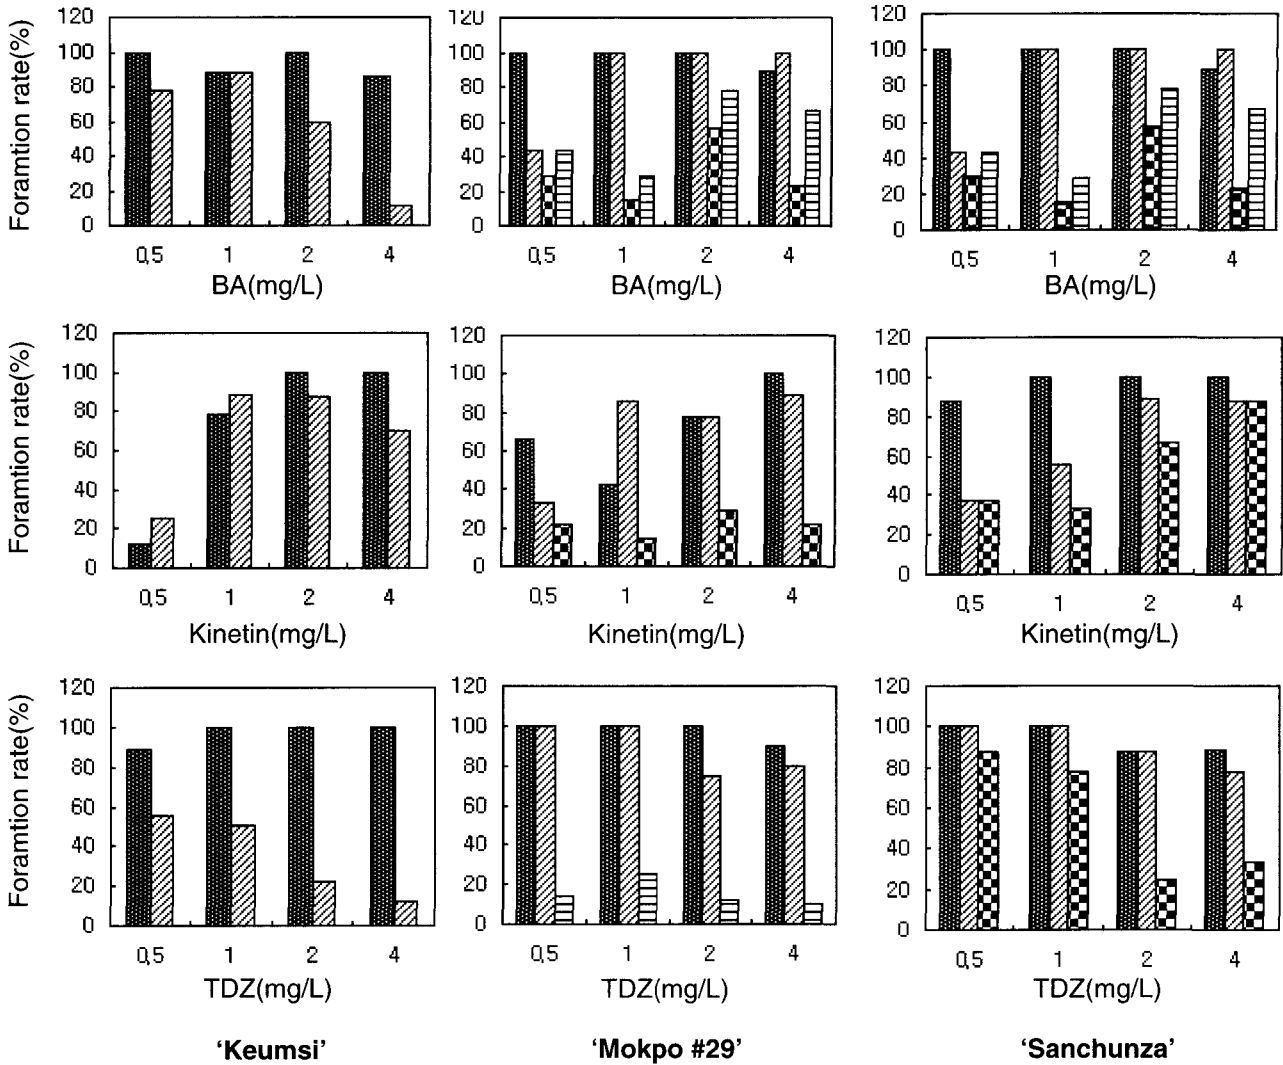 120 120 120
100 100 100
80 80 80
60 60 60
40 40 40
20 20 20
0 0 0
Foramtion rate(%)
0,5 1 2 4 0,5 1 2 4 0,5 1 2 4
BA(mg/L) BA(mg/L) BA(mg/L)
120 120 120
100 100 100
80 80 80
60 60 60
40 40 40
20 20 20
0 0 0
Foramtion rate(%)
0,5 1 2 4 0,5 1 2 4 0,5 1 2 4
Kinetin(mg/L) Kinetin(mg/L) Kinetin(mg/L)
120 120 120
100 100 100
80 80 80
60 60 60
40 40 40
20 20 20
0 0 0
Foramtion rate(%)
0,5 1 2 4 0,5 1 2 4 0,5 1 2 4
TDZ(mg/L) TDZ(mg/L) TDZ(mg/L)
‘Keumsi’ ‘Mokpo #29’ ‘Sanchunza’